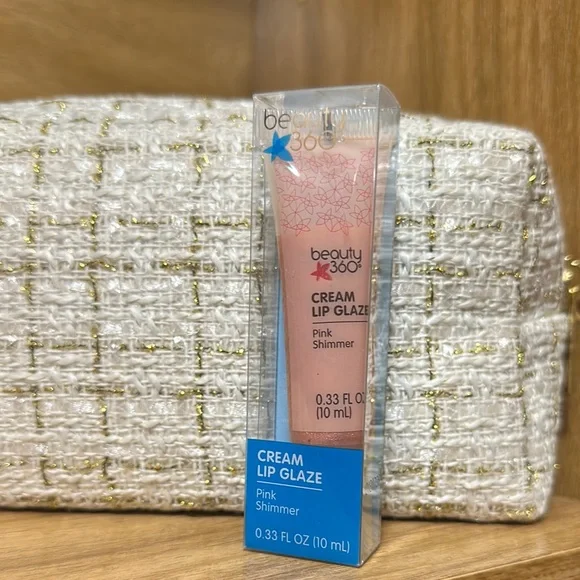 beauty
360
beauty
360®
CREAM
LIP GLAZE
Pink
Shimmer
0.33 FL OZ
(10 mL)
CREAM
LIP GLAZE
Pink
Shimmer
0.33 FL OZ (10 mL)